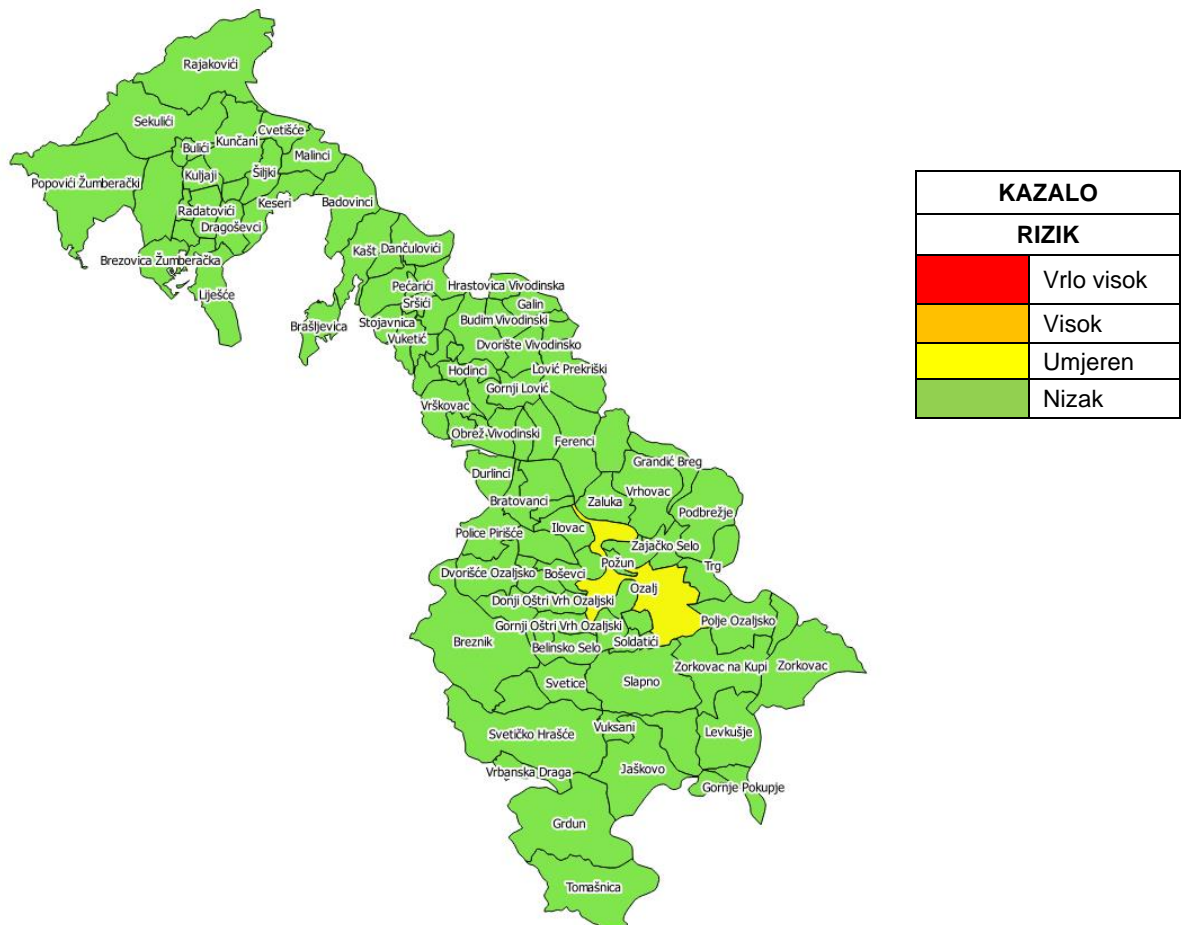 Rajakovići
Sekulići
Cvetišće
Kunčani
Bulići
Malinci
Popovići Žumberački
Kuljaji
Šiljki
Keseri
Badovinci
Radatovići
Dragoševci
Kašt
Dančulovići
Brezovica Žumberačka
Liješće
Pećarići
Hrastovica Vivodinska
Sršići
Galin
Brašljevica
Stojavnica
Budim Vivodinski
Vuketić
Dvorište Vivodinsko
Hodinci
Lović Prekriški
Gornji Lović
Vrškovac
Obrež Vivodinski
Ferenci
Grandić Breg
Durlinci
Vrhovac
Bratovanci
Zaluka
Podbrežje
Ilovac
Police Pirišće
Zajačko Selo
Požun
Trg
Dvorišće Ozaljsko
Boševci
Ozalj
Donji Oštri Vrh Ozaljski
Gornji Oštri Vrh Ozaljski
Polje Ozaljsko
Breznik
Belinsko Selo
Soldatići
Zorkovac na Kupi
Zorkovac
Svetice
Slapno
Svetičko Hrašće
Vuksani
Levkušje
Vrbanska Draga
Jaškovo
Gornje Pokupje
Grdun
Tomašnica
KAZALO
RIZIK
Vrlo visok
Visok
Umjeren
Nizak